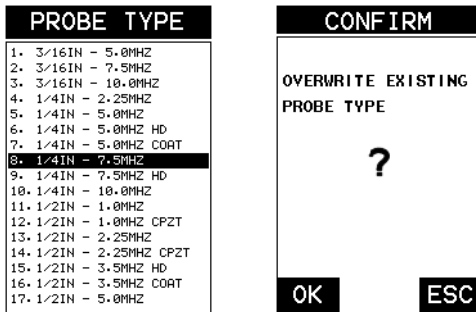 PROBE TYPE
1. 3/16IN - 5.0MHZ
2. 3/16IN - 7.5MHZ
3. 3/16IN - 10.0MHZ
4. 1/4IN - 2.25MHZ
5. 1/4IN - 5.0MHZ
6. 1/4IN - 5.0MHZ HD
7. 1/4IN - 5.0MHZ COAT
8. 1/4IN - 7.5MHZ
9. 1/4IN - 7.5MHZ HD
10. 1/4IN - 10.0MHZ
11. 1/2IN - 1.0MHZ
12. 1/2IN - 1.0MHZ CPZT
13. 1/2IN - 2.25MHZ
14. 1/2IN - 2.25MHZ CPZT
15. 1/2IN - 3.5MHZ HD
16. 1/2IN - 3.5MHZ COAT
17. 1/2IN - 5.0MHZ
CONFIRM
OVERWRITE EXISTING
PROBE TYPE
?
OK ESC